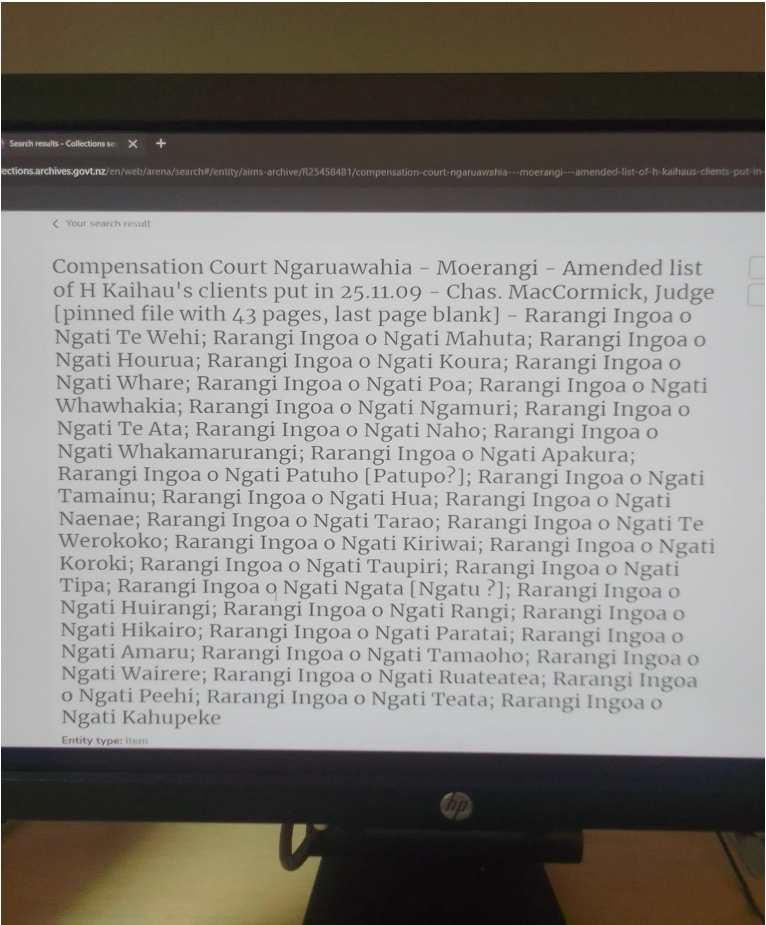 Search results - Collections se
ections.archives.govt.nz/en/web/arena/search#/entity/aims-archive/R25458481/compensation-court-ngaruawahia---moerangi---amended-list-of-h-kaihaus-clients-put-in-
Your search result
Compensation Court Ngaruawahia - Moerangi - Amended list
of H Kaihau's clients put in 25.11.09 - Chas. MacCormick, Judge
[pinned file with 43 pages, last page blank] - Rarangi Ingoa o
Ngati Te Wehi; Rarangi Ingoa o Ngati Mahuta; Rarangi Ingoa o
Ngati Hourua; Rarangi Ingoa o Ngati Koura; Rarangi Ingoa o
Ngati Whare; Rarangi Ingoa o Ngati Poa; Rarangi Ingoa o Ngati
Whawhakia; Rarangi Ingoa o Ngati Ngamuri; Rarangi Ingoa o
Ngati Te Ata; Rarangi Ingoa o Ngati Naho; Rarangi Ingoa o
Ngati Whakamarurangi; Rarangi Ingoa o Ngati Apakura;
Rarangi Ingoa o Ngati Patuho [Patupo?]; Rarangi Ingoa o Ngati
Tamainu; Rarangi Ingoa o Ngati Hua; Rarangi Ingoa o Ngati
Naenae; Rarangi Ingoa o Ngati Tarao; Rarangi Ingoa o Ngati Te
Werokoko; Rarangi Ingoa o Ngati Kiriwai; Rarangi Ingoa o Ngati
Koroki; Rarangi Ingoa o Ngati Taupiri; Rarangi Ingoa o Ngati
Tipa; Rarangi Ingoa o Ngati Ngata [Ngatu ?]; Rarangi Ingoa o
Ngati Huirangi; Rarangi Ingoa o Ngati Rangi; Rarangi Ingoa o
Ngati Hikairo; Rarangi Ingoa o Ngati Paratai; Rarangi Ingoa o
Ngati Amaru; Rarangi Ingoa o Ngati Tamaoho; Rarangi Ingoa o
Ngati Wairere; Rarangi Ingoa o Ngati Ruateatea; Rarangi Ingoa
o Ngati Peehi; Rarangi Ingoa o Ngati Teata; Rarangi Ingoa o
Ngati Kahupeke
Entity type: Item
hp